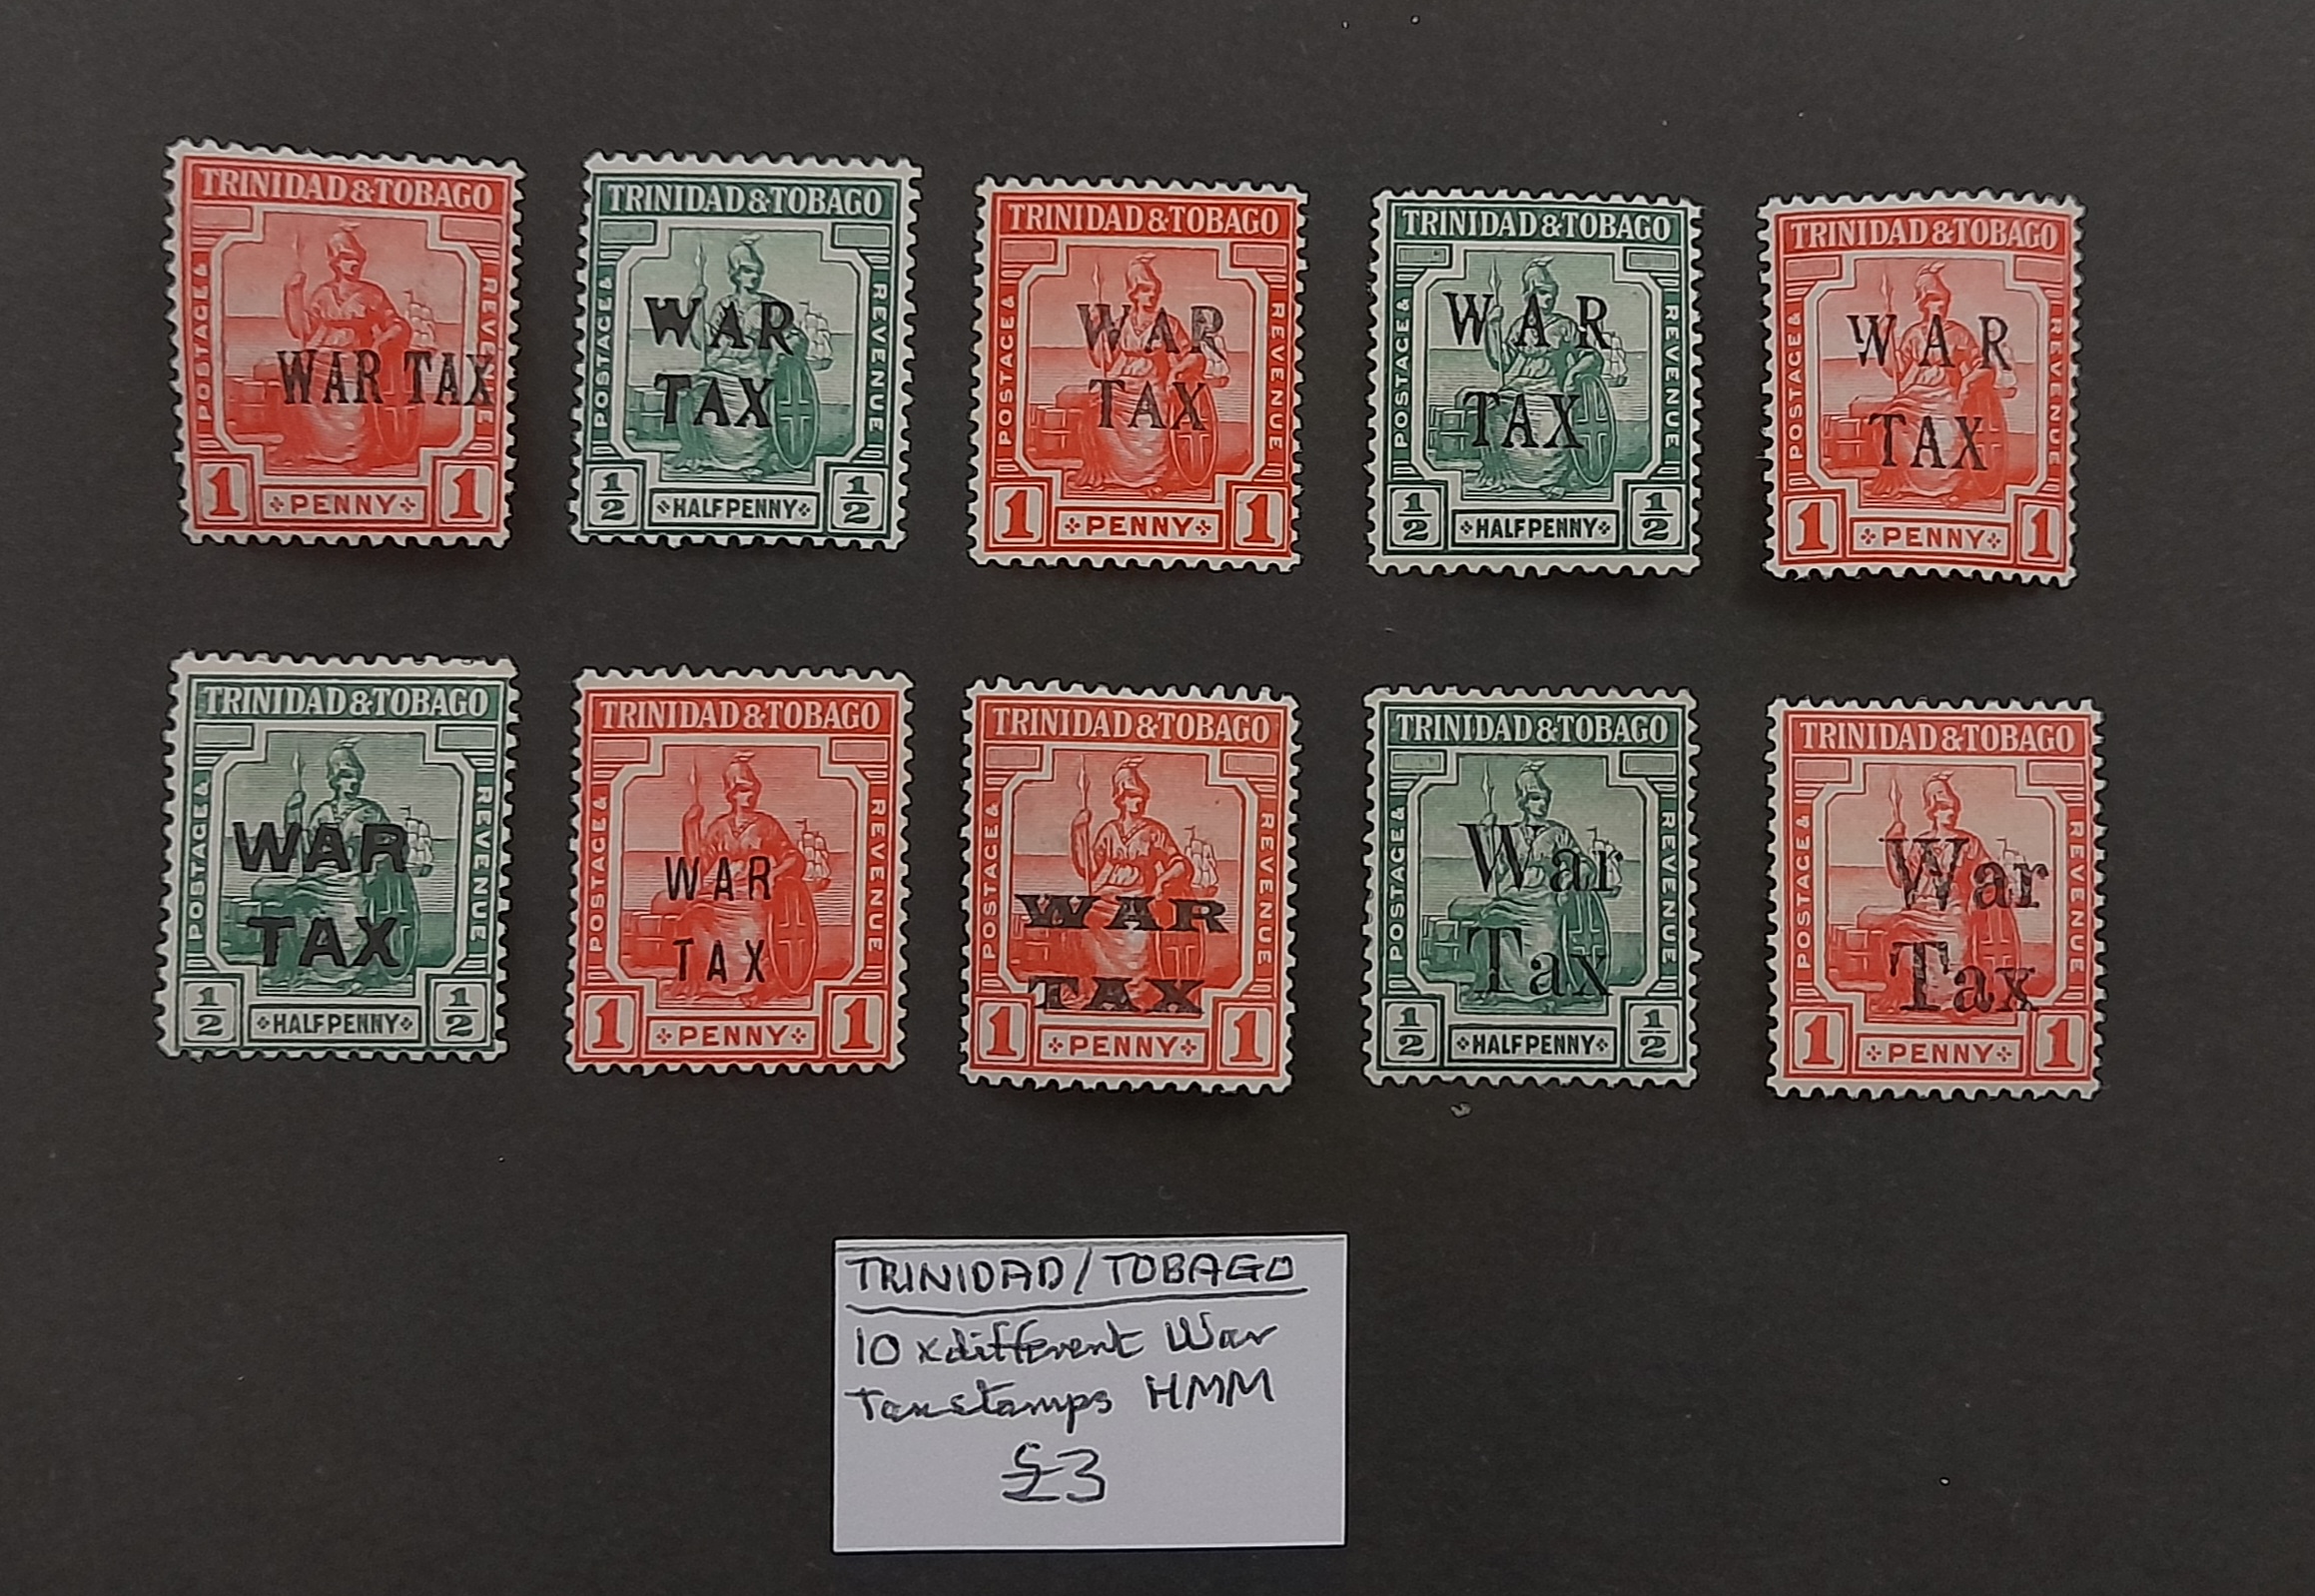 TRINIDAD & TOBAGO
POSTAGE &
REVENUE
WAR TAX
1 PENNY 1
TRINIDAD & TOBAGO
POSTAGE &
REVENUE
WAR
TAX
1/2 HALFPENNY 1/2
TRINIDAD & TOBAGO
POSTAGE &
REVENUE
WAR
TAX
1 PENNY 1
TRINIDAD & TOBAGO
POSTAGE &
REVENUE
WAR
TAX
1/2 HALFPENNY 1/2
TRINIDAD & TOBAGO
POSTAGE &
REVENUE
WAR
TAX
1 PENNY 1
TRINIDAD & TOBAGO
POSTAGE &
REVENUE
WAR
TAX
1/2 HALFPENNY 1/2
TRINIDAD & TOBAGO
POSTAGE &
REVENUE
WAR
TAX
1 PENNY 1
TRINIDAD & TOBAGO
POSTAGE &
REVENUE
WAR
TAX
1 PENNY 1
TRINIDAD & TOBAGO
POSTAGE &
REVENUE
War
Tax
1/2 HALFPENNY 1/2
TRINIDAD & TOBAGO
POSTAGE &
REVENUE
War
Tax
1 PENNY 1
TRINIDAD/TOBAGO
10 x different War
Tax stamps HMM
£3